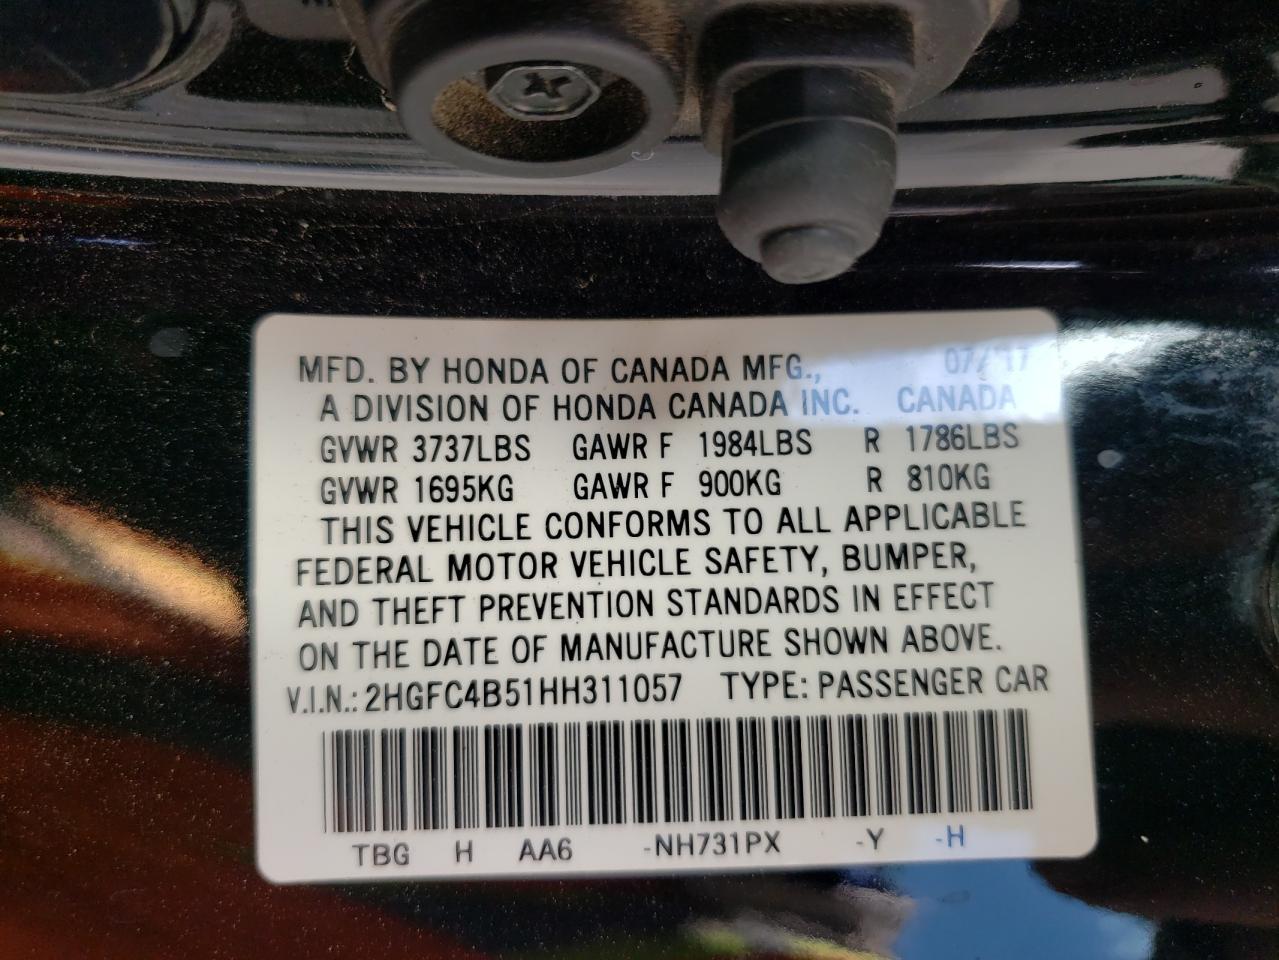 MFD. BY HONDA OF CANADA MFG., 07/17
A DIVISION OF HONDA CANADA INC. CANADA
GVWR 3737LBS GAWR F 1984LBS R 1786LBS
GVWR 1695KG GAWR F 900KG R 810KG
THIS VEHICLE CONFORMS TO ALL APPLICABLE
FEDERAL MOTOR VEHICLE SAFETY, BUMPER,
AND THEFT PREVENTION STANDARDS IN EFFECT
ON THE DATE OF MANUFACTURE SHOWN ABOVE.
V.I.N.: 2HGFC4B51HH311057 TYPE: PASSENGER CAR
TBG H AA6 -NH731PX -Y -H